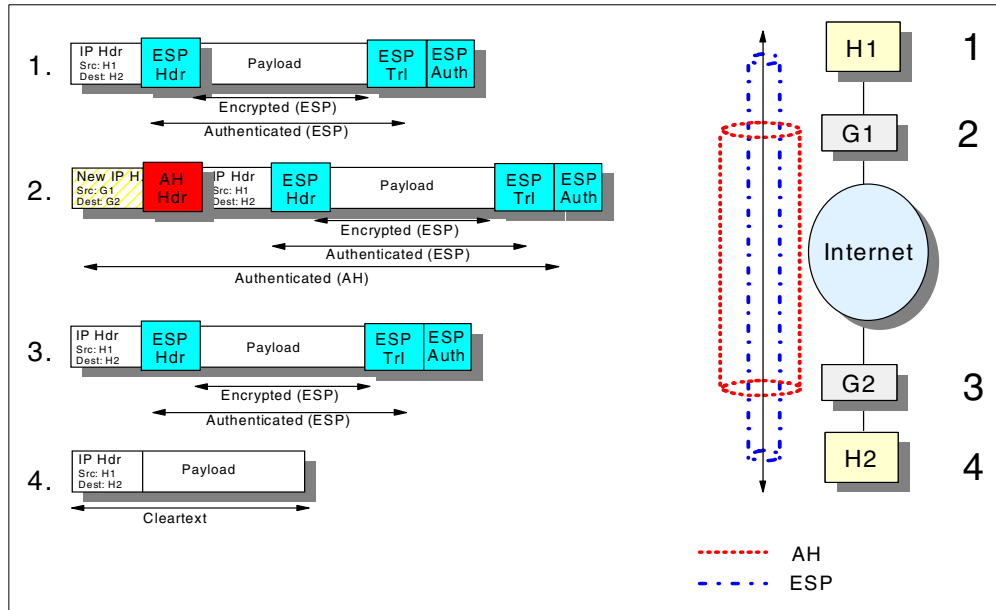 1.
IP Hdr
Src: H1
Dest: H2
ESP
Hdr
Payload
ESP
Trl
ESP
Auth
Encrypted (ESP)
Authenticated (ESP)
2.
New IP H.
Src: G1
Dest: G2
AH
Hdr
IP Hdr
Src: H1
Dest: H2
ESP
Hdr
Payload
ESP
Trl
ESP
Auth
Encrypted (ESP)
Authenticated (ESP)
Authenticated (AH)
3.
IP Hdr
Src: H1
Dest: H2
ESP
Hdr
Payload
ESP
Trl
ESP
Auth
Encrypted (ESP)
Authenticated (ESP)
4.
IP Hdr
Src: H1
Dest: H2
Payload
Cleartext
H1
1
G1
2
Internet
G2
3
H2
4
AH
ESP